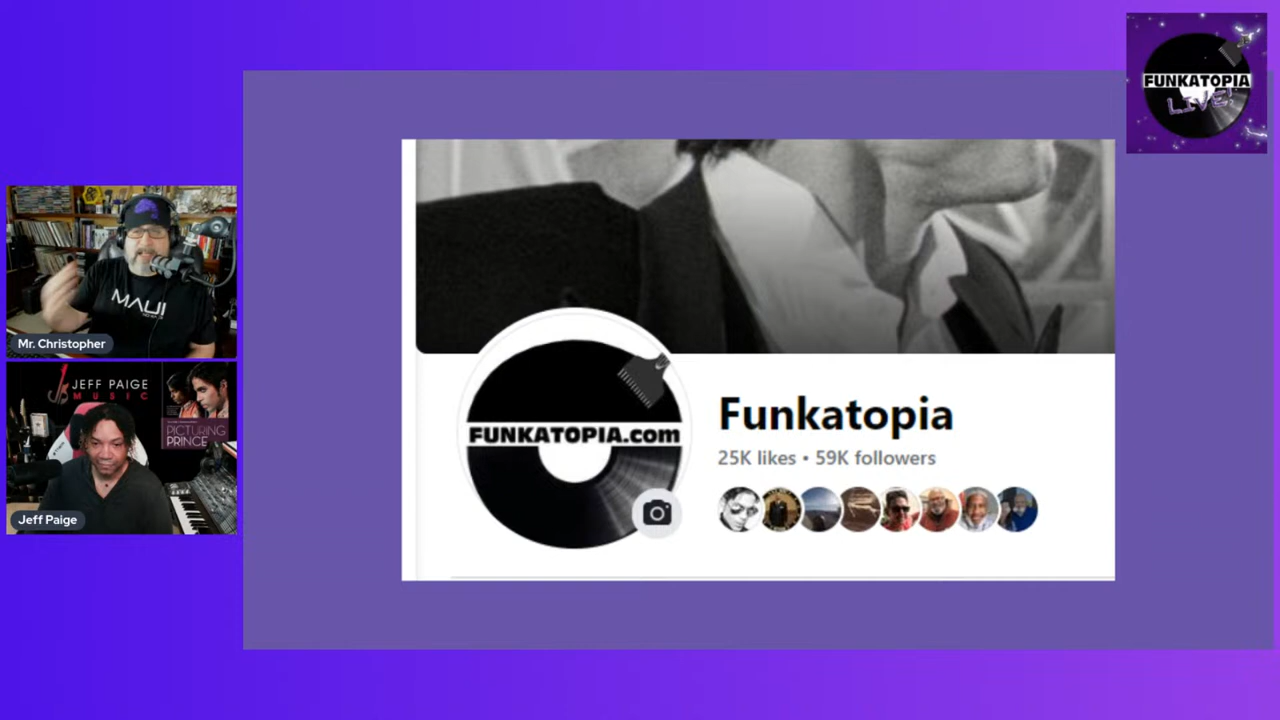 FUNKATOPIA
LIVE!
MAUI
Mr. Christopher
JEFF PAIGE
MUSIC
PICTURING
PRINCE
Jeff Paige
FUNKATOPIA.com
Funkatopia
25K likes • 59K followers